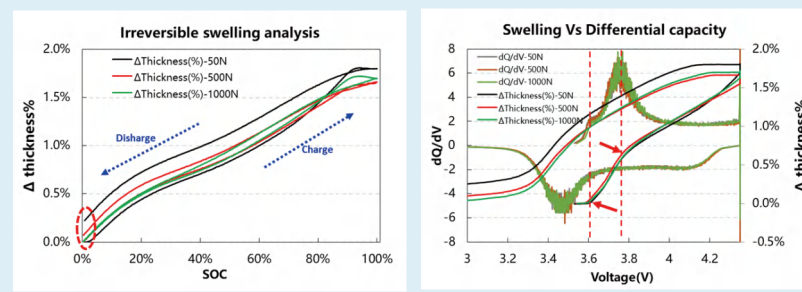 Irreversible swelling analysis
2.0%
1.5%
1.0%
0.5%
0.0%
Δ thickness%
ΔThickness(%)-50N
ΔThickness(%)-500N
ΔThickness(%)-1000N
Disharge
Charge
0% 20% 40% 60% 80% 100%
SOC
Swelling Vs Differential capacity
8
6
4
2
0
-2
-4
-6
-8
dQ/dV
dQ/dV-50N
dQ/dV-500N
dQ/dV-1000N
ΔThickness(%)-50N
ΔThickness(%)-500N
ΔThickness(%)-1000N
2.0%
1.5%
1.0%
0.5%
0.0%
-0.5%
Δ thickness%
3 3.2 3.4 3.6 3.8 4 4.2
Voltage(V)